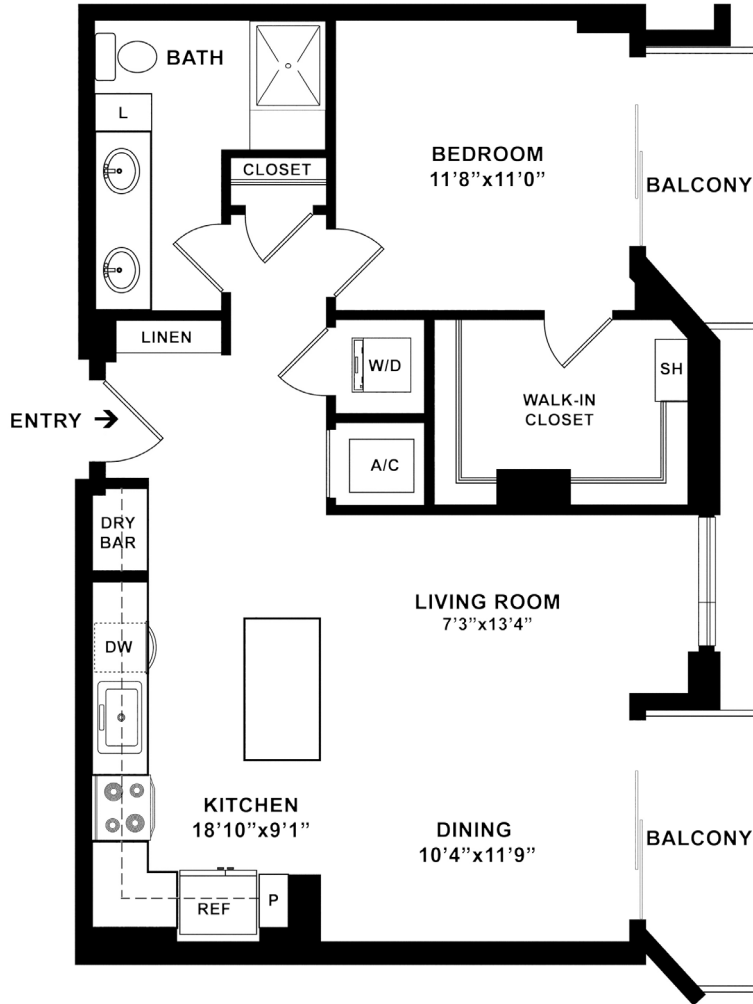 BATH
L
CLOSET
BEDROOM
11’8”x11’0”
BALCONY
LINEN
W/D
SH
WALK-IN
CLOSET
ENTRY →
A/C
DRY
BAR
LIVING ROOM
7’3”x13’4”
DW
KITCHEN
18’10”x9’1”
DINING
10’4”x11’9”
BALCONY
REF
P